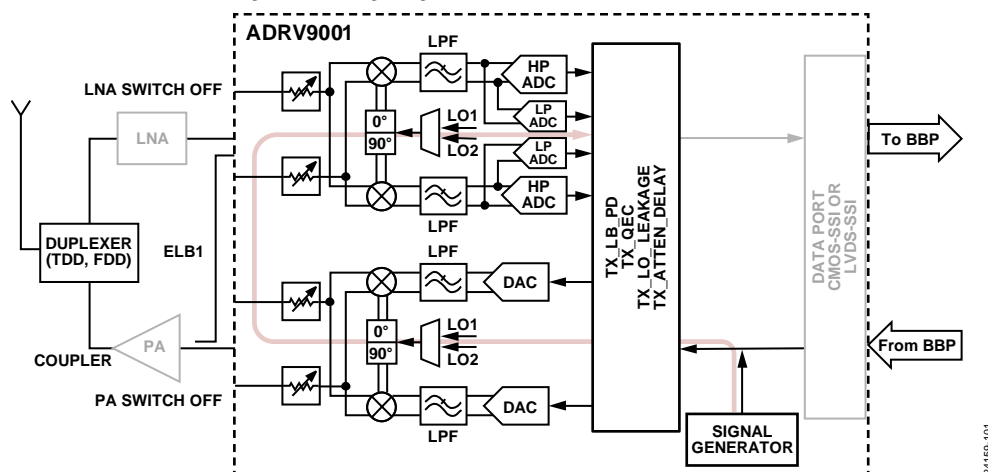 ADRV9001
LPF
LNA SWITCH OFF
HP
ADC
LP
ADC
LNA
0°
90°
LO1
LO2
LP
ADC
HP
ADC
LPF
To BBP
DUPLEXER
(TDD, FDD)
ELB1
TX_LB_PD
TX_QEC
TX_LO_LEAKAGE
TX_ATTEN_DELAY
DATA PORT
CMOS-SSI OR
LVDS-SSI
LPF
DAC
0°
90°
LO1
LO2
PA
COUPLER
From BBP
PA SWITCH OFF
DAC
LPF
SIGNAL
GENERATOR
24159-101